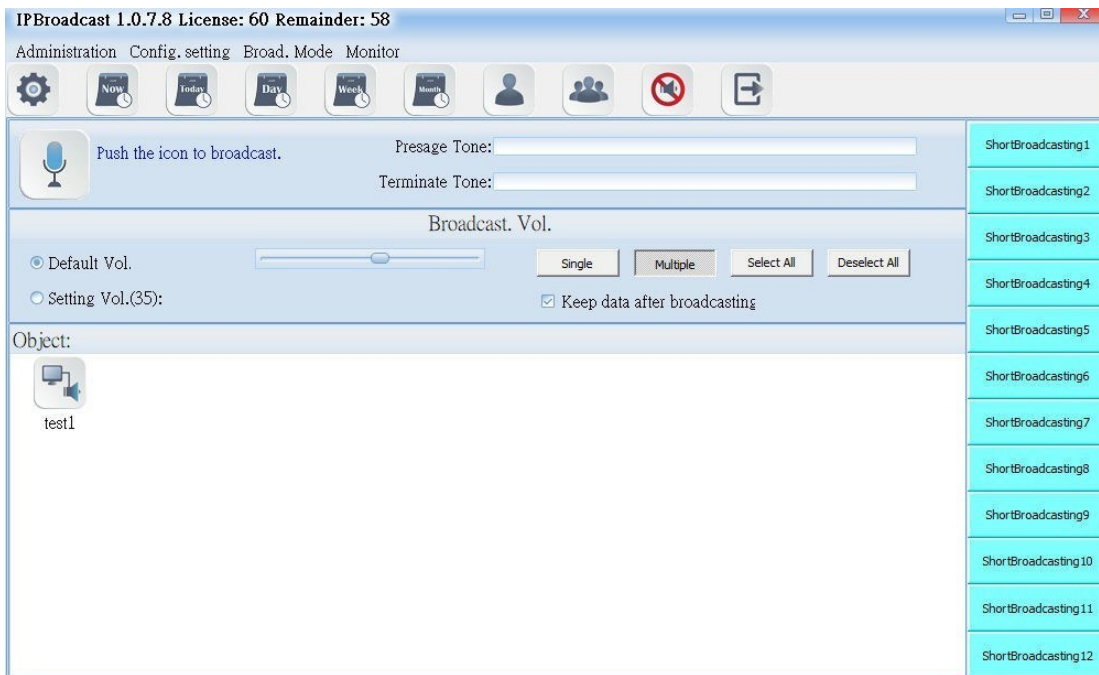 IPBroadcast 1.0.7.8 License: 60 Remainder: 58
Administration Config. setting Broad. Mode Monitor
Now Today Day Week Month
Push the icon to broadcast.
Presage Tone:
Terminate Tone:
Broadcast. Vol.
Default Vol.
Single Multiple Select All Deselect All
Setting Vol.(35):
Keep data after broadcasting
Object:
test1
ShortBroadcasting1
ShortBroadcasting2
ShortBroadcasting3
ShortBroadcasting4
ShortBroadcasting5
ShortBroadcasting6
ShortBroadcasting7
ShortBroadcasting8
ShortBroadcasting9
ShortBroadcasting10
ShortBroadcasting11
ShortBroadcasting12